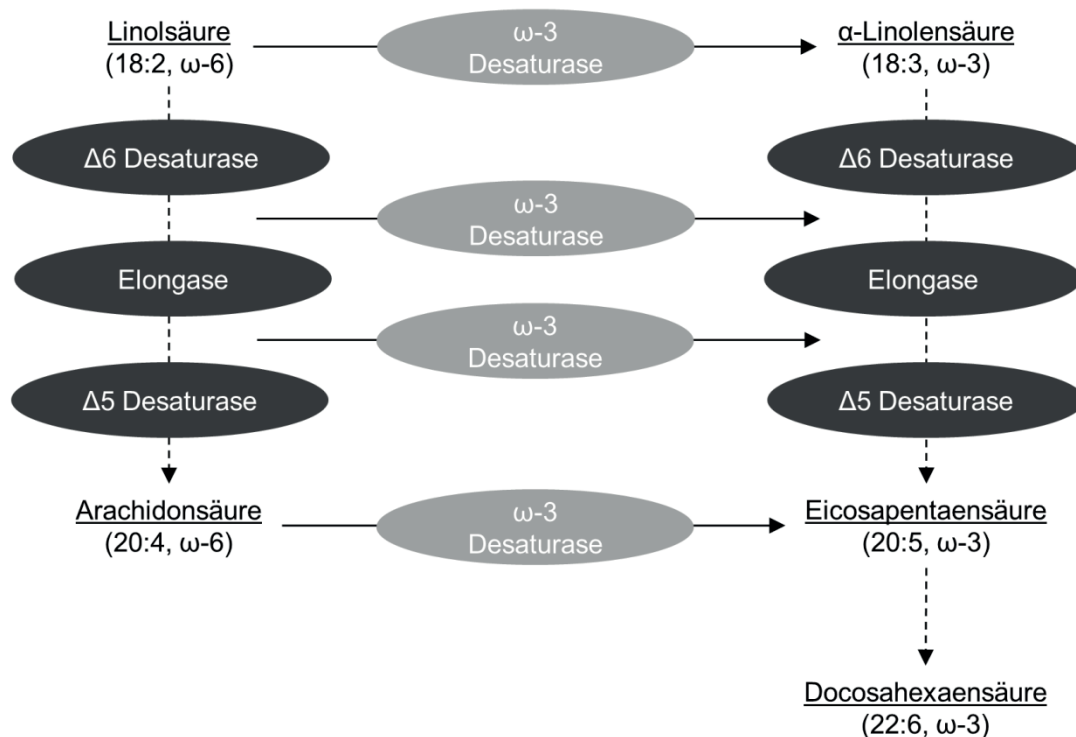 Linolsäure
(18:2, ω-6)
ω-3
Desaturase
α-Linolensäure
(18:3, ω-3)
Δ6 Desaturase
Δ6 Desaturase
ω-3
Desaturase
Elongase
Elongase
ω-3
Desaturase
Δ5 Desaturase
Δ5 Desaturase
Arachidonsäure
(20:4, ω-6)
ω-3
Desaturase
Eicosapentaensäure
(20:5, ω-3)
Docosahexaensäure
(22:6, ω-3)